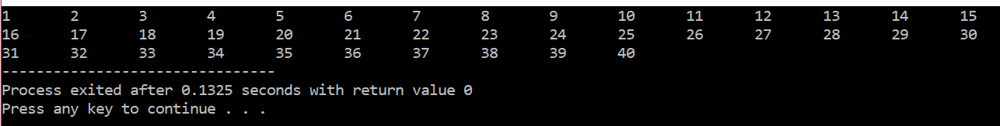 1 2 3 4 5 6 7 8 9 10 11 12 13 14 15
16 17 18 19 20 21 22 23 24 25 26 27 28 29 30
31 32 33 34 35 36 37 38 39 40
--------------------------------
Process exited after 0.1325 seconds with return value 0
Press any key to continue . . .